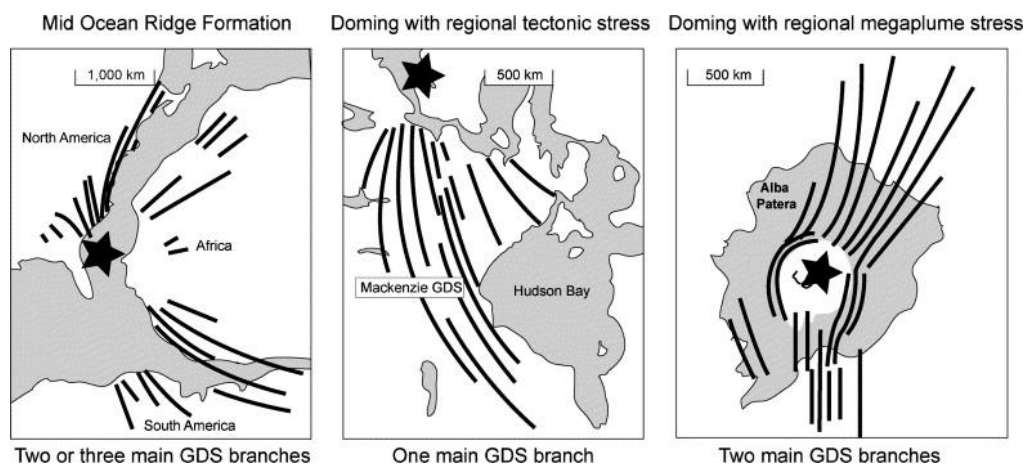 Mid Ocean Ridge Formation
1,000 km
North America
Africa
South America
Two or three main GDS branches
Doming with regional tectonic stress
500 km
Mackenzie GDS
Hudson Bay
One main GDS branch
Doming with regional megaplume stress
500 km
Alba
Patera
Two main GDS branches